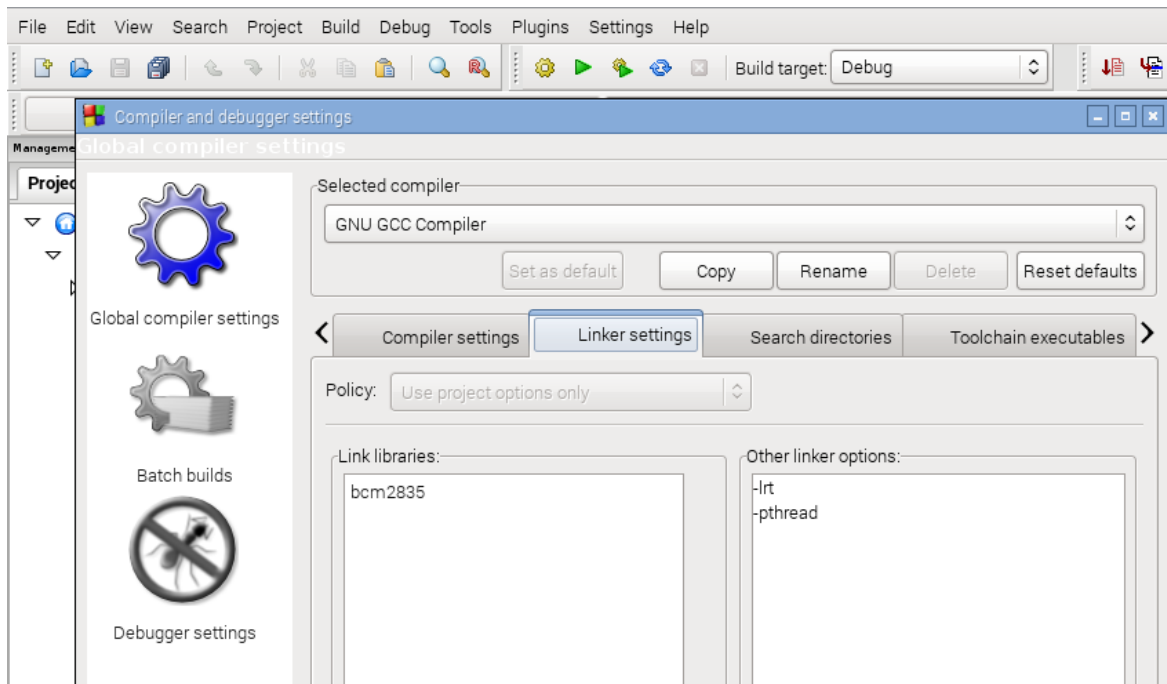 File Edit View Search Project Build Debug Tools Plugins Settings Help
Build target: Debug
Compiler and debugger settings
Global compiler settings
Selected compiler
GNU GCC Compiler
Set as default Copy Rename Delete Reset defaults
Global compiler settings
Compiler settings Linker settings Search directories Toolchain executables
Policy: Use project options only
Batch builds
Link libraries:
bcm2835
Other linker options:
-lrt
-pthread
Debugger settings